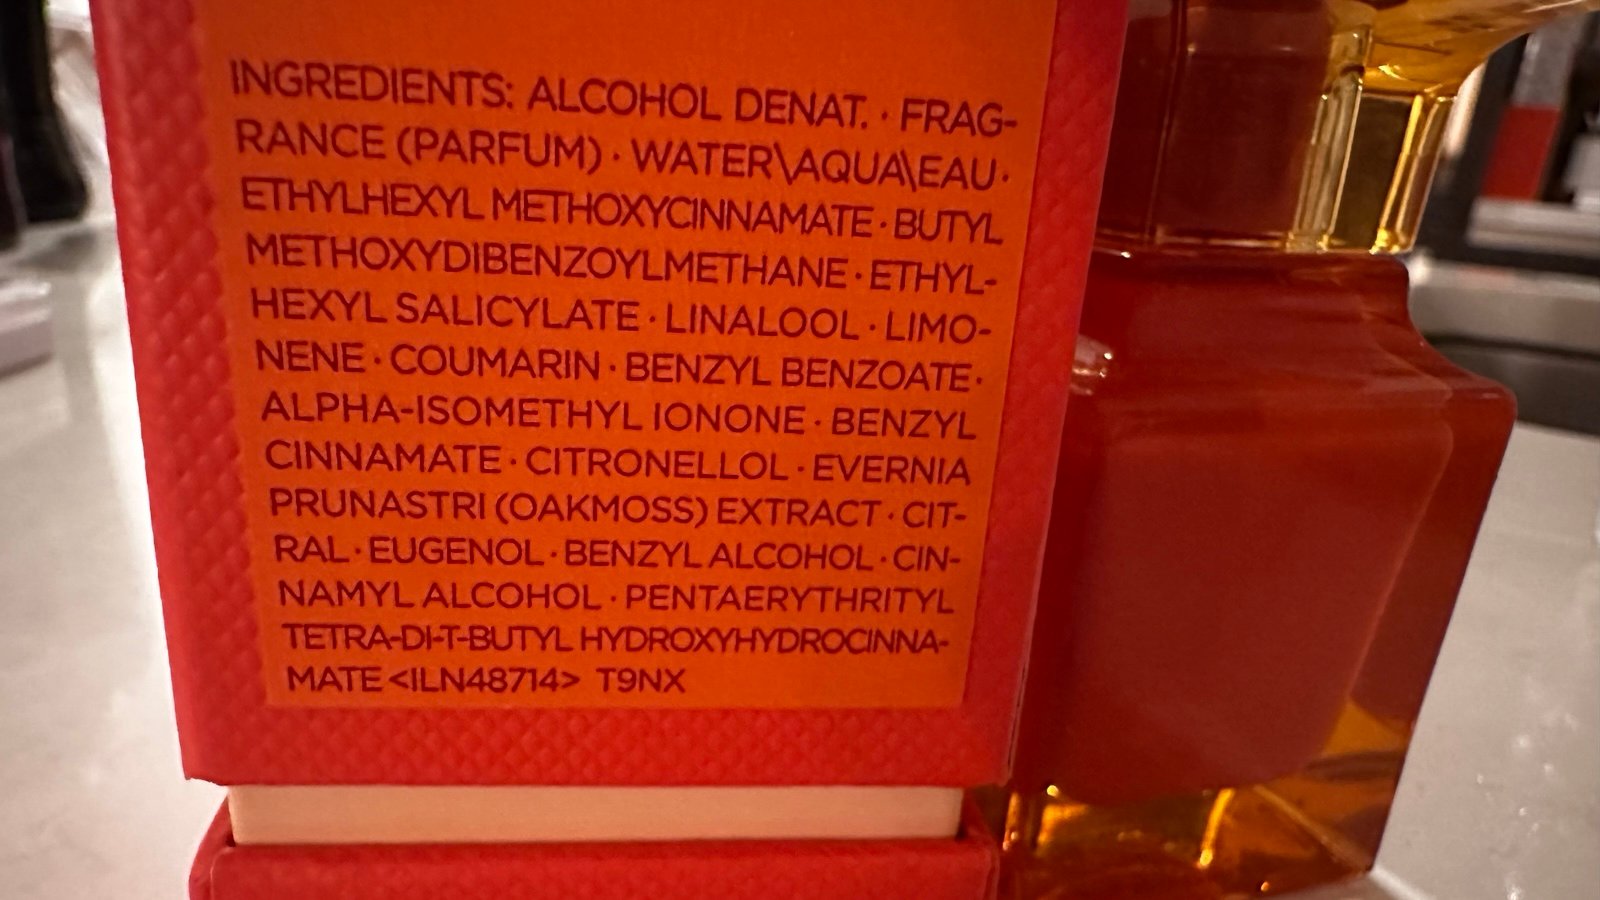 INGREDIENTS: ALCOHOL DENAT. · FRAG-
RANCE (PARFUM) · WATER\AQUA\EAU ·
ETHYLHEXYL METHOXYCINNAMATE · BUTYL
METHOXYDIBENZOYLMETHANE · ETHYL-
HEXYL SALICYLATE · LINALOOL · LIMO-
NENE · COUMARIN · BENZYL BENZOATE ·
ALPHA-ISOMETHYL IONONE · BENZYL
CINNAMATE · CITRONELLOL · EVERNIA
PRUNASTRI (OAKMOSS) EXTRACT · CIT-
RAL · EUGENOL · BENZYL ALCOHOL · CIN-
NAMYL ALCOHOL · PENTAERYTHRITYL
TETRA-DI-T-BUTYL HYDROXYHYDROCINNA-
MATE <ILN48714> T9NX